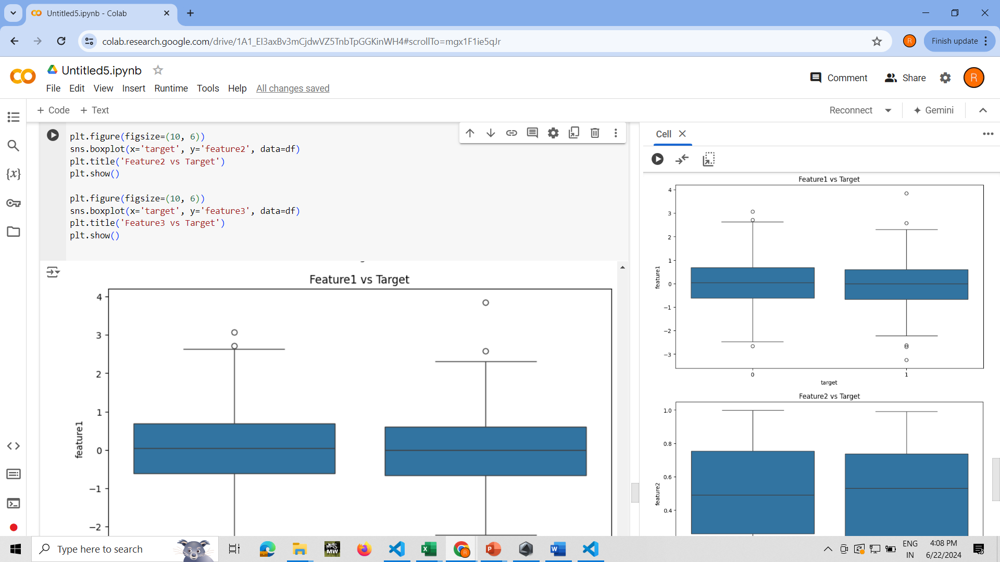 Untitled5.ipynb - Colab
colab.research.google.com/drive/1A1_EI3axBv3mCjdwVZ5TnbTpGGKinWH4#scrollTo=mgx1F1ie5qJr
R
Finish update
Untitled5.ipynb
File Edit View Insert Runtime Tools Help All changes saved
Comment
Share
R
+ Code + Text
Reconnect
Gemini
plt.figure(figsize=(10, 6))
sns.boxplot(x='target', y='feature2', data=df)
plt.title('Feature2 vs Target')
plt.show()
plt.figure(figsize=(10, 6))
sns.boxplot(x='target', y='feature3', data=df)
plt.title('Feature3 vs Target')
plt.show()
Feature1 vs Target
4
3
2
1
0
−1
−2
feature1
Cell
Feature1 vs Target
4
3
2
1
0
−1
−2
−3
feature1
0
1
target
Feature2 vs Target
1.0
0.8
0.6
0.4
feature2
Type here to search
ENG
IN
4:08 PM
6/22/2024